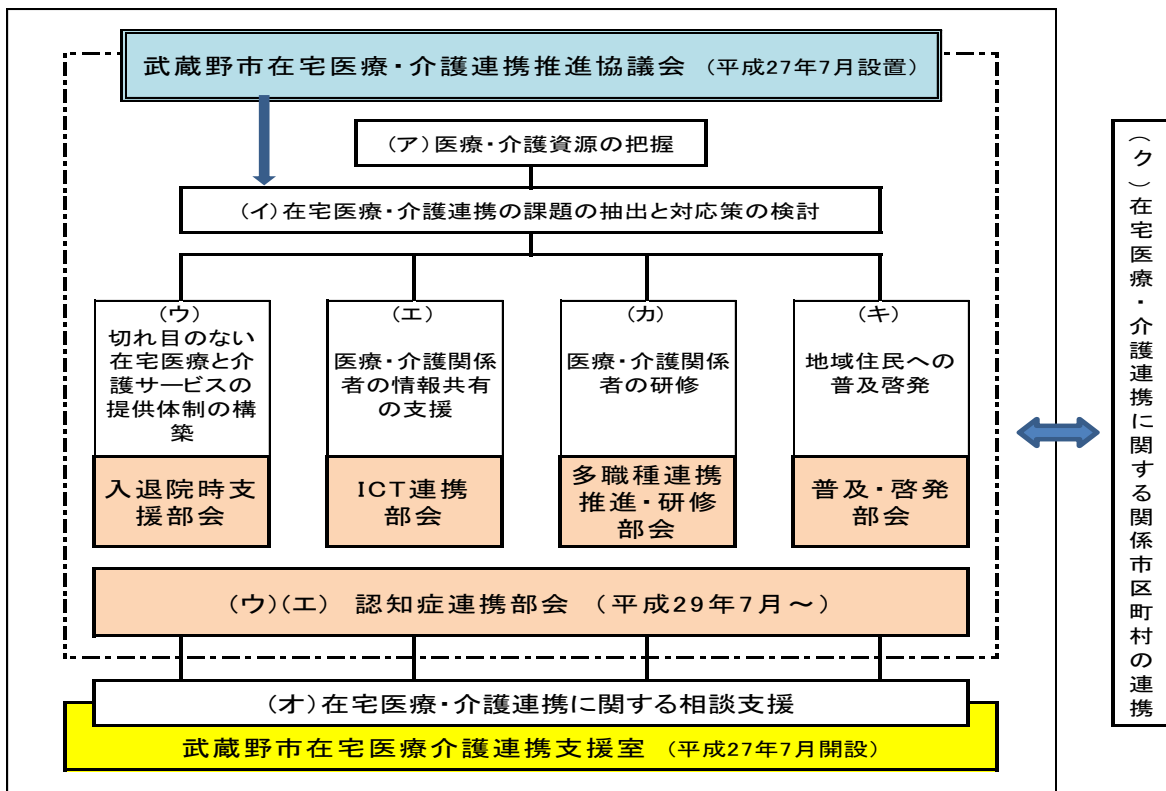 武蔵野市在宅医療・介護連携推進協議会 （平成27年7月設置）
（ア）医療・介護資源の把握
（イ）在宅医療・介護連携の課題の抽出と対応策の検討
（ウ）
切れ目のない
在宅医療と介
護サービスの
提供体制の構
築
入退院時支
援部会
（エ）
医療・介護関係
者の情報共有
の支援
ICT連携
部会
（カ）
医療・介護関係
者の研修
多職種連携
推進・研修
部会
（キ）
地域住民への
普及啓発
普及・啓発
部会
（ウ）（エ） 認知症連携部会 （平成29年7月～）
（オ）在宅医療・介護連携に関する相談支援
武蔵野市在宅医療介護連携支援室 （平成27年7月開設）
（ク）在宅医療・介護連携に関する関係市区町村の連携